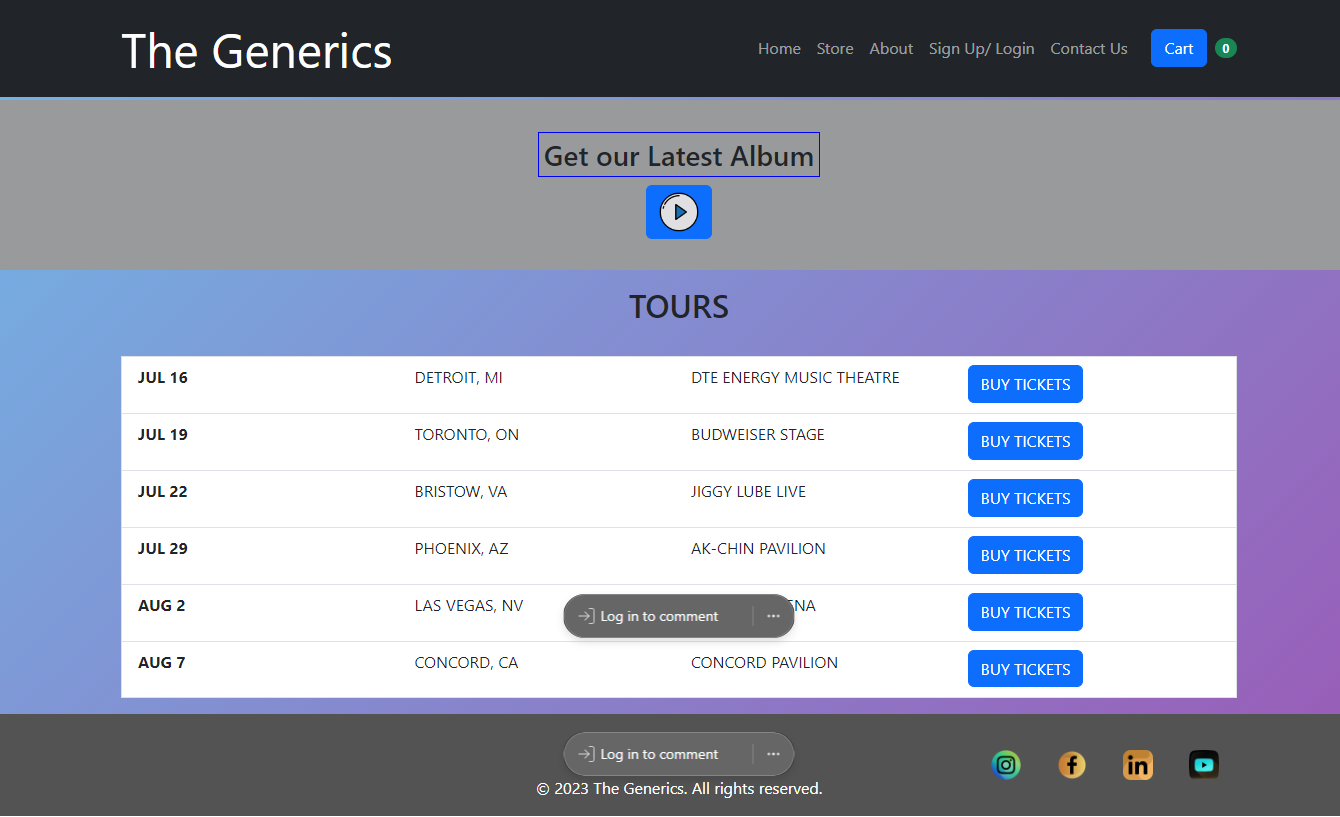 The Generics
Home Store About Sign Up/ Login Contact Us Cart 0
Get our Latest Album
TOURS
JUL 16 DETROIT, MI DTE ENERGY MUSIC THEATRE BUY TICKETS
JUL 19 TORONTO, ON BUDWEISER STAGE BUY TICKETS
JUL 22 BRISTOW, VA JIGGY LUBE LIVE BUY TICKETS
JUL 29 PHOENIX, AZ AK-CHIN PAVILION BUY TICKETS
AUG 2 LAS VEGAS, NV BUY TICKETS
Log in to comment
AUG 7 CONCORD, CA CONCORD PAVILION BUY TICKETS
Log in to comment
in
© 2023 The Generics. All rights reserved.